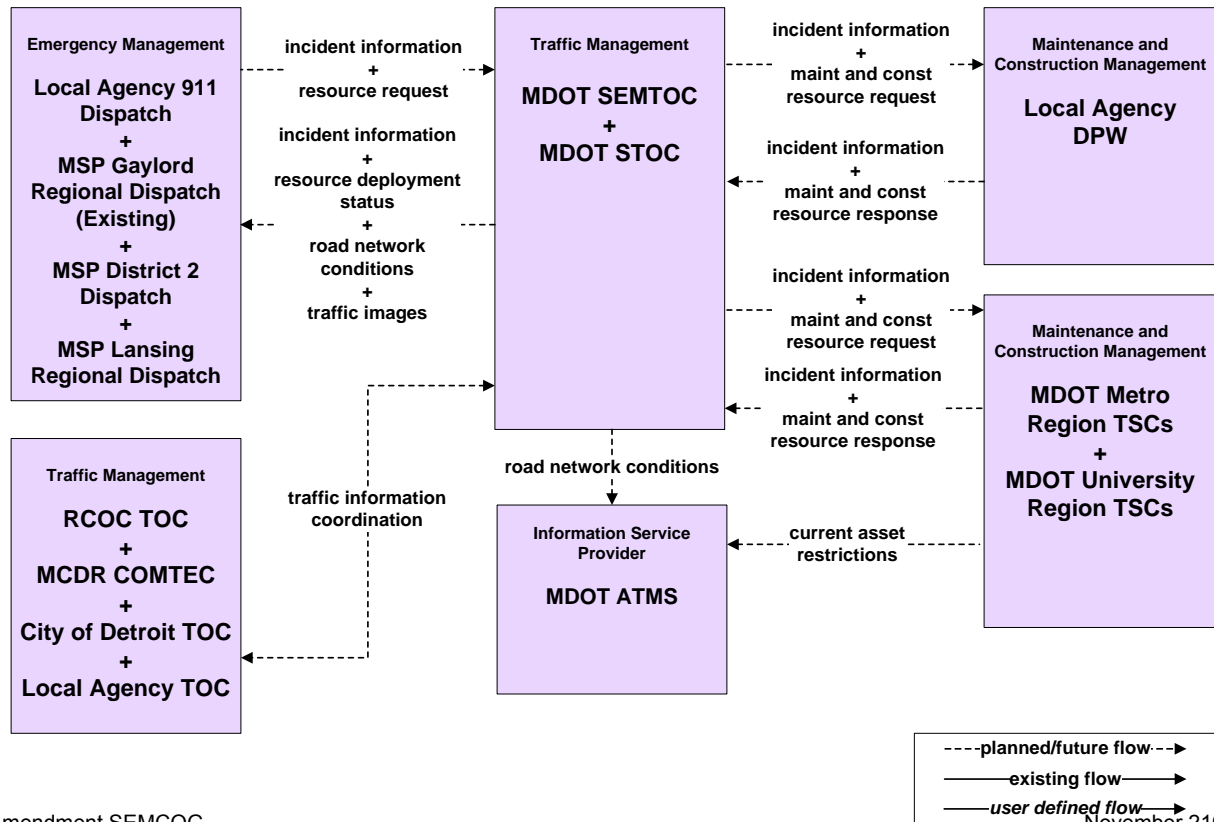 Emergency Management
Local Agency 911
Dispatch
+
MSP Gaylord
Regional Dispatch
(Existing)
+
MSP District 2
Dispatch
+
MSP Lansing
Regional Dispatch
incident information
+
resource request
incident information
+
resource deployment
status
+
road network
conditions
+
traffic images
Traffic Management
MDOT SEMTOC
+
MDOT STOC
incident information
+
maint and const
resource request
incident information
+
maint and const
resource response
Maintenance and
Construction Management
Local Agency
DPW
incident information
+
maint and const
resource request
incident information
+
maint and const
resource response
Maintenance and
Construction Management
MDOT Metro
Region TSCs
+
MDOT University
Region TSCs
Traffic Management
RCOC TOC
+
MCDR COMTEC
+
City of Detroit TOC
+
Local Agency TOC
traffic information
coordination
road network conditions
Information Service
Provider
MDOT ATMS
current asset
restrictions
planned/future flow
existing flow
user defined flow
SEMCOG
November